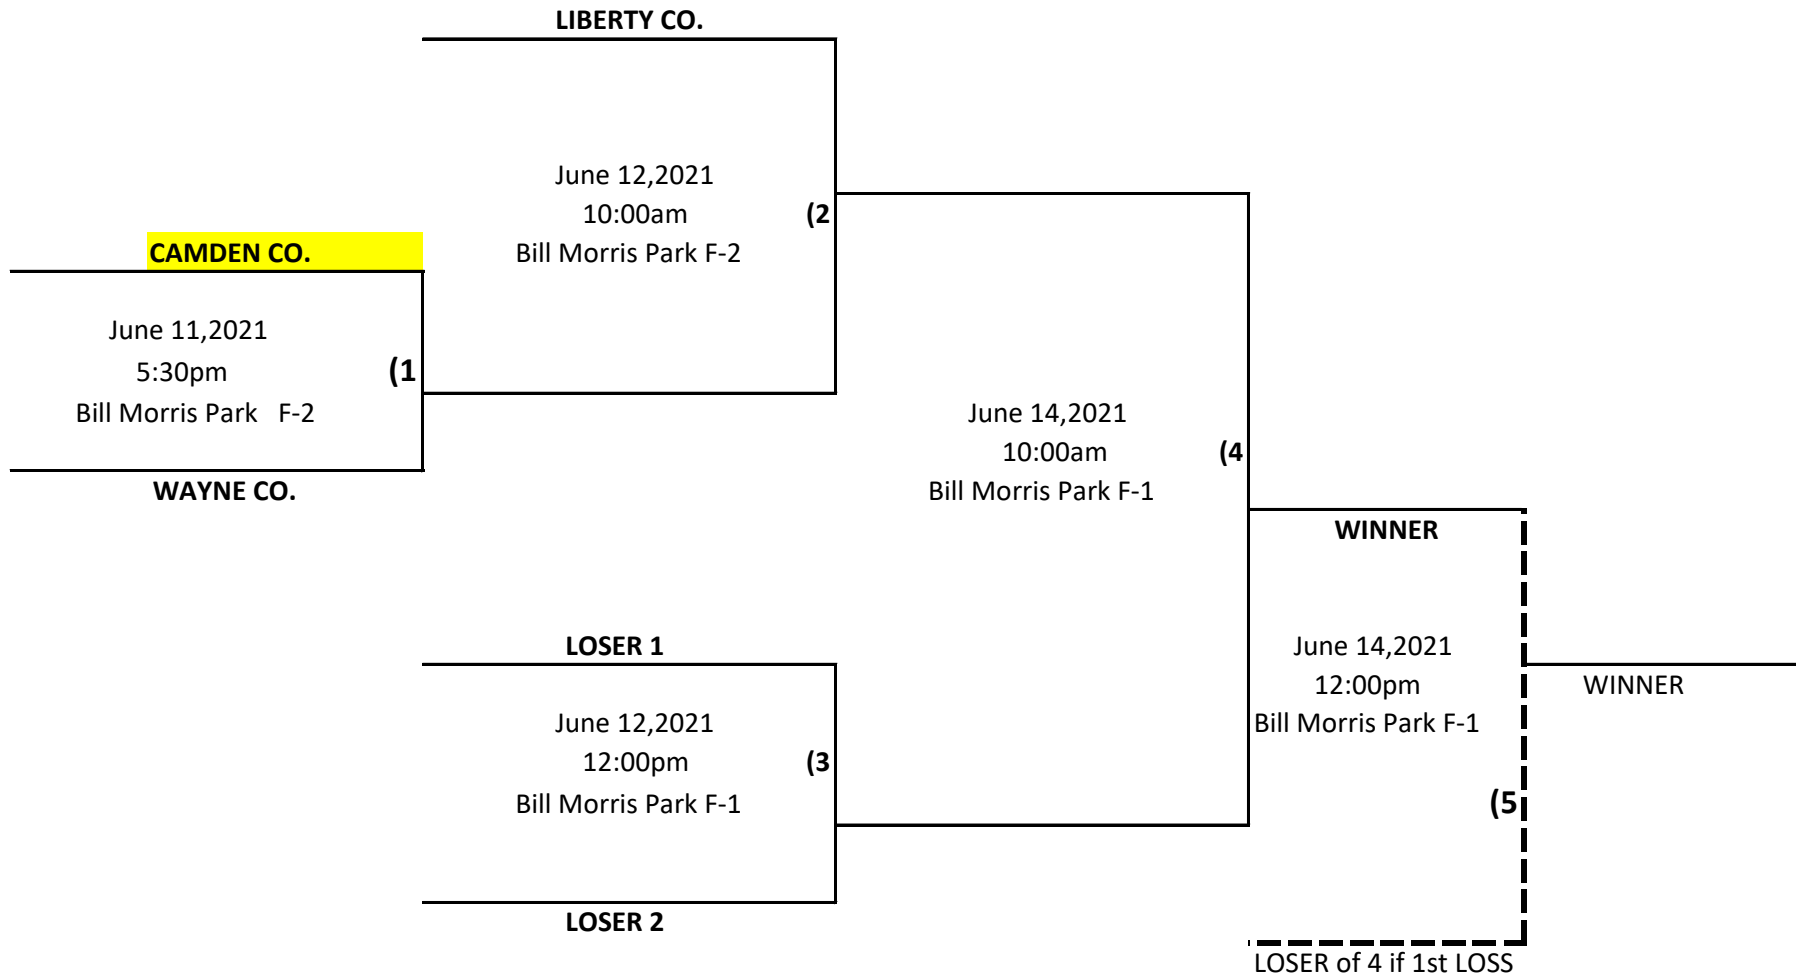 LIBERTY CO.
June 12,2021
10:00am
(2
Bill Morris Park F-2
CAMDEN CO.
June 11,2021
5:30pm
(1
Bill Morris Park   F-2
WAYNE CO.
June 14,2021
10:00am
(4
Bill Morris Park F-1
WINNER
LOSER 1
June 12,2021
12:00pm
(3
Bill Morris Park F-1
LOSER 2
June 14,2021
12:00pm
Bill Morris Park F-1
(5
WINNER
LOSER of 4 if 1st LOSS